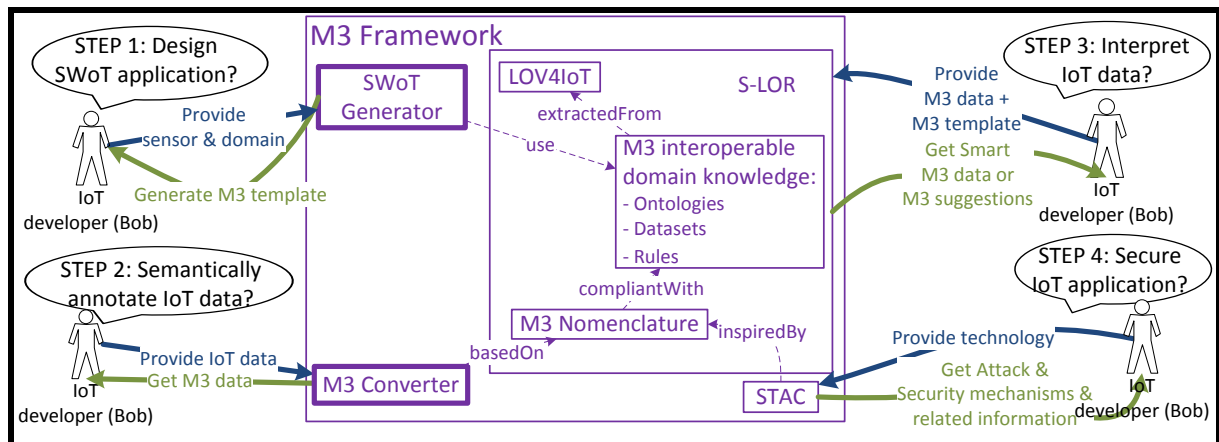 M3 Framework
STEP 1: Design
SWoT application?
Provide
sensor & domain
Generate M3 template
IoT
developer (Bob)
SWoT
Generator
use
LOV4IoT
S-LOR
extractedFrom
M3 interoperable
domain knowledge:
- Ontologies
- Datasets
- Rules
compliantWith
M3 Nomenclature
inspiredBy
basedOn
M3 Converter
STAC
STEP 2: Semantically
annotate IoT data?
Provide IoT data
Get M3 data
IoT
developer (Bob)
STEP 3: Interpret
IoT data?
Provide
M3 data +
M3 template
Get Smart
M3 data or
M3 suggestions
IoT
developer (Bob)
STEP 4: Secure
IoT application?
Provide technology
Get Attack &
Security mechanisms &
related information
IoT
developer (Bob)